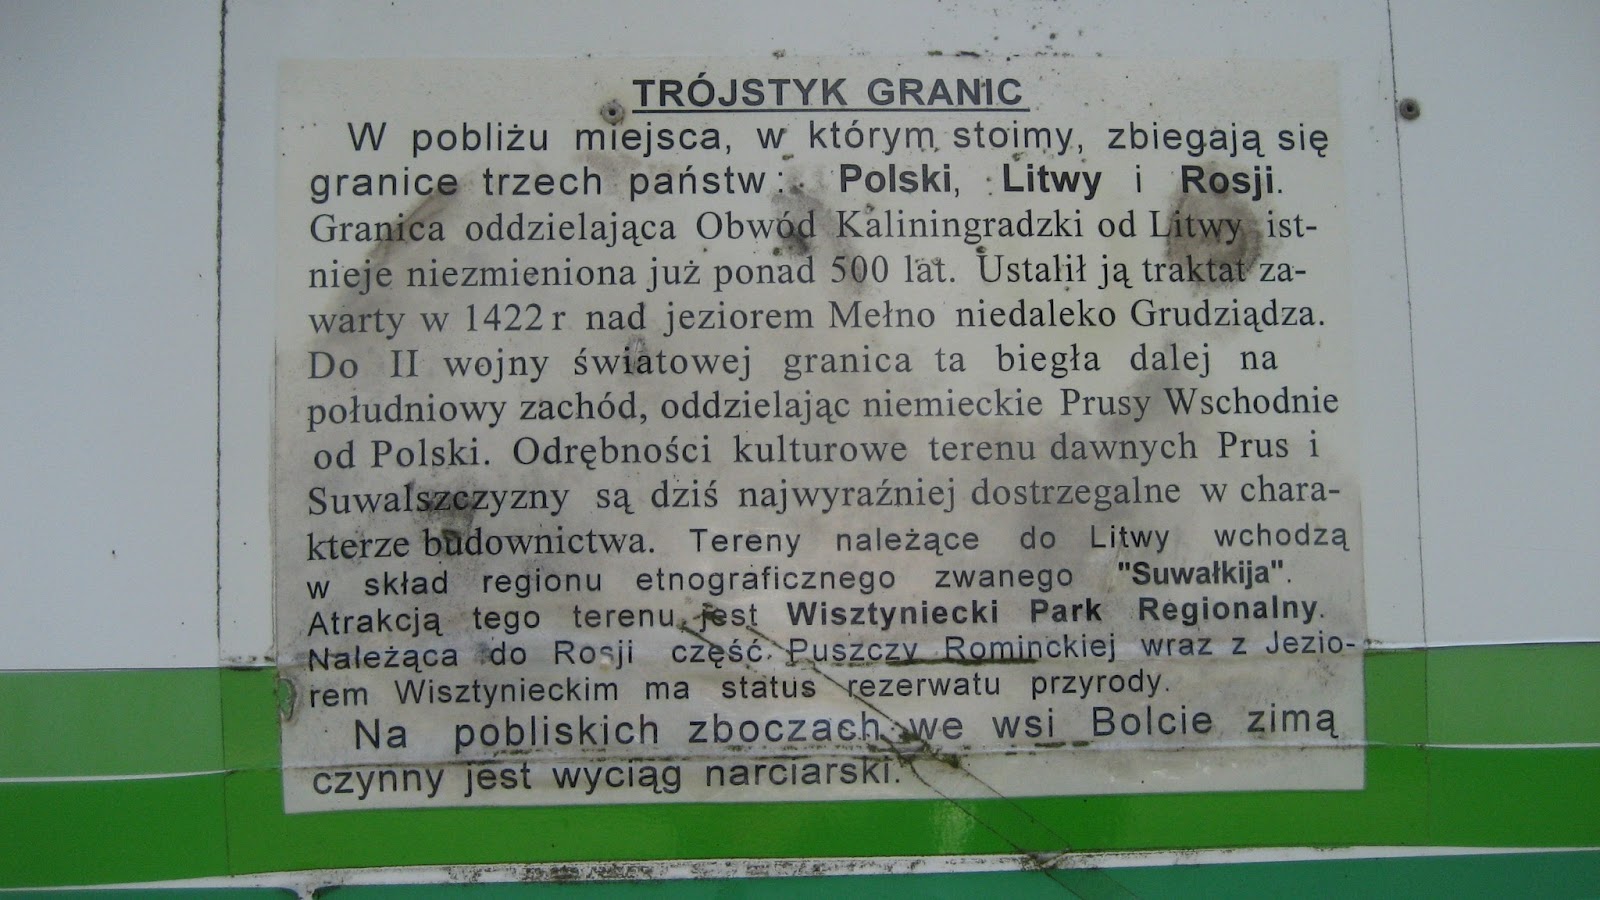 TRÓJSTYK GRANIC
W pobliżu miejsca, w którym stoimy, zbiegają się
granice trzech państw: Polski, Litwy i Rosji.
Granica oddzielająca Obwód Kaliningradzki od Litwy ist-
nieje niezmieniona już ponad 500 lat. Ustalił ją traktat za-
warty w 1422 r nad jeziorem Mełno niedaleko Grudziądza.
Do II wojny światowej granica ta biegła dalej na
południowy zachód, oddzielając niemieckie Prusy Wschodnie
od Polski. Odrębności kulturowe terenu dawnych Prus i
Suwalszczyzny są dziś najwyraźniej dostrzegalne w chara-
kterze budownictwa. Tereny należące do Litwy wchodzą
w skład regionu etnograficznego zwanego "Suwałkija".
Atrakcją tego terenu jest Wisztyniecki Park Regionalny.
Należąca do Rosji część Puszczy Rominckiej wraz z Jezio-
rem Wisztynieckim ma status rezerwatu przyrody.
Na pobliskich zboczach we wsi Bolcie zimą
czynny jest wyciąg narciarski.